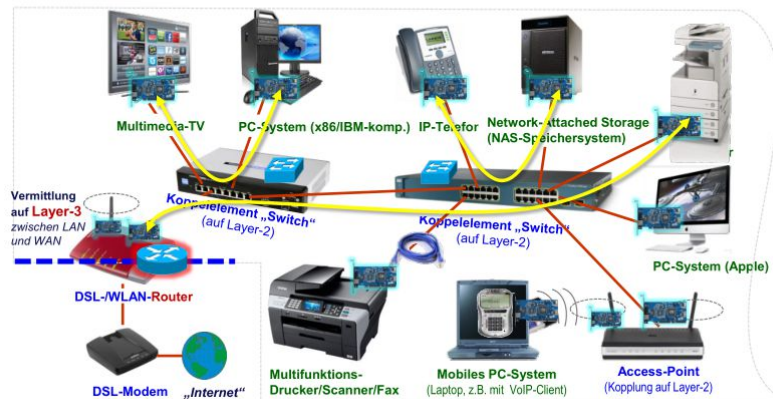 Multimedia-TV
PC-System (x86/IBM-komp.)
IP-Telefor
Network-Attached Storage
(NAS-Speichersystem)
Koppelelement „Switch“
(auf Layer-2)
Koppelelement „Switch“
(auf Layer-2)
Vermittlung
auf Layer-3
zwischen LAN
und WAN
PC-System (Apple)
DSL-/WLAN-Router
DSL-Modem
„Internet“
Multifunktions-
Drucker/Scanner/Fax
Mobiles PC-System
(Laptop, z.B. mit VoIP-Client)
Access-Point
(Kopplung auf Layer-2)